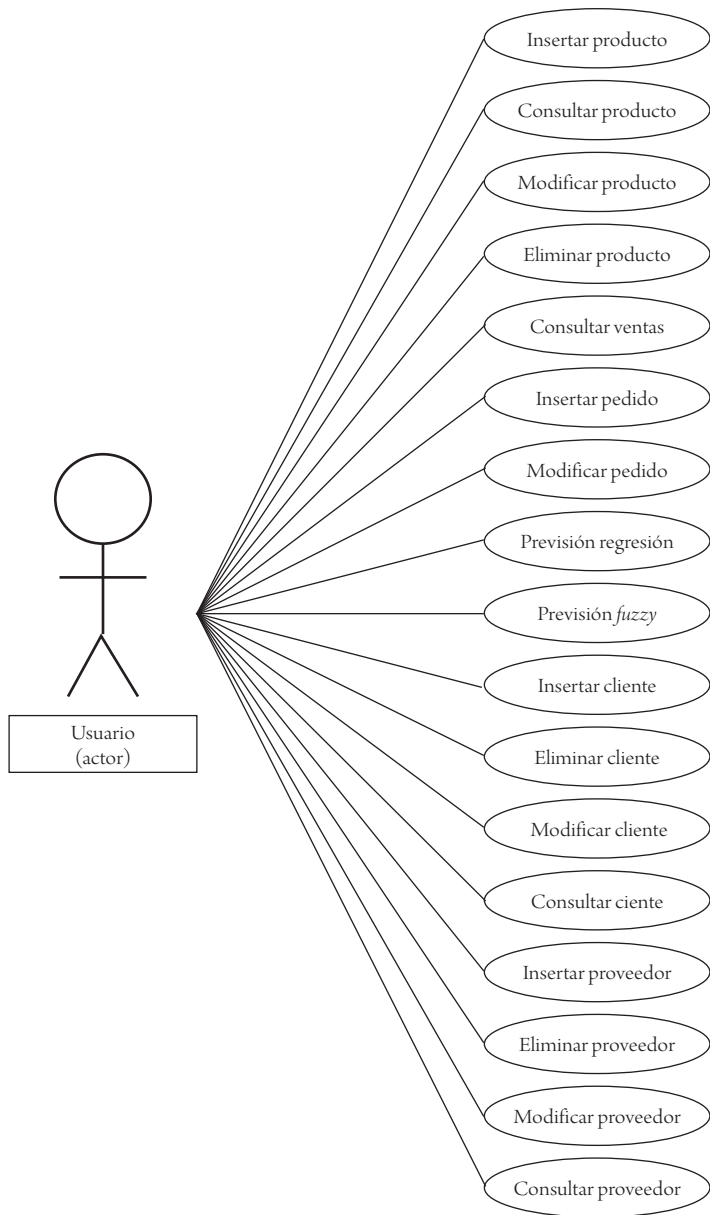 Insertar producto
Consultar producto
Modificar producto
Eliminar producto
Consultar ventas
Insertar pedido
Modificar pedido
Previsión regresión
Previsión fuzzy
Insertar cliente
Usuario
(actor)
Eliminar cliente
Modificar cliente
Consultar ciente
Insertar proveedor
Eliminar proveedor
Modificar proveedor
Consultar proveedor